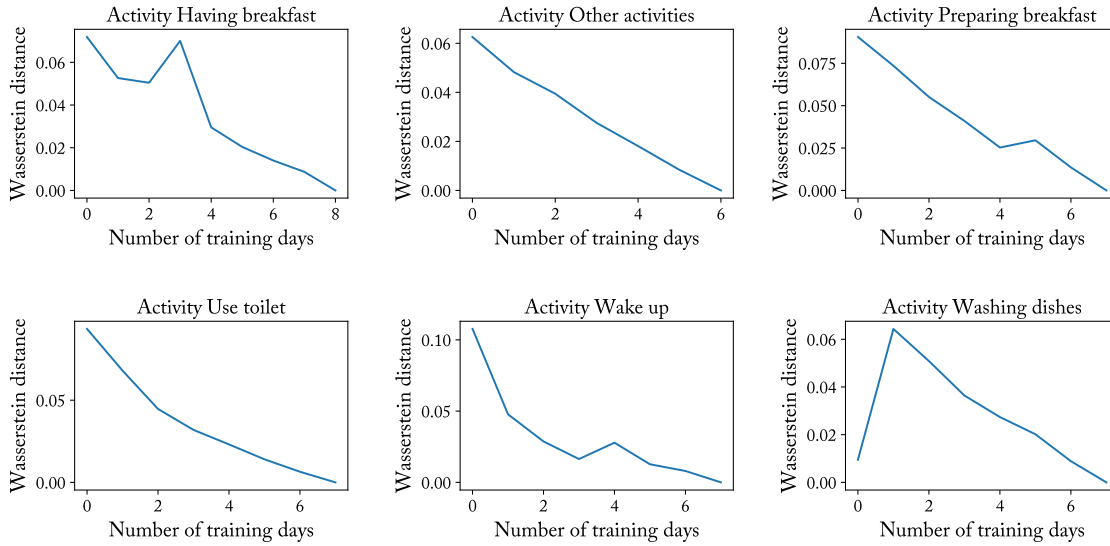 Activity Having breakfast
Wasserstein distance
0.06
0.04
0.02
0.00
0 2 4 6 8
Number of training days
Activity Other activities
Wasserstein distance
0.06
0.04
0.02
0.00
0 2 4 6
Number of training days
Activity Preparing breakfast
Wasserstein distance
0.075
0.050
0.025
0.000
0 2 4 6
Number of training days
Activity Use toilet
Wasserstein distance
0.05
0.00
0 2 4 6
Number of training days
Activity Wake up
Wasserstein distance
0.10
0.05
0.00
0 2 4 6
Number of training days
Activity Washing dishes
Wasserstein distance
0.06
0.04
0.02
0.00
0 2 4 6
Number of training days